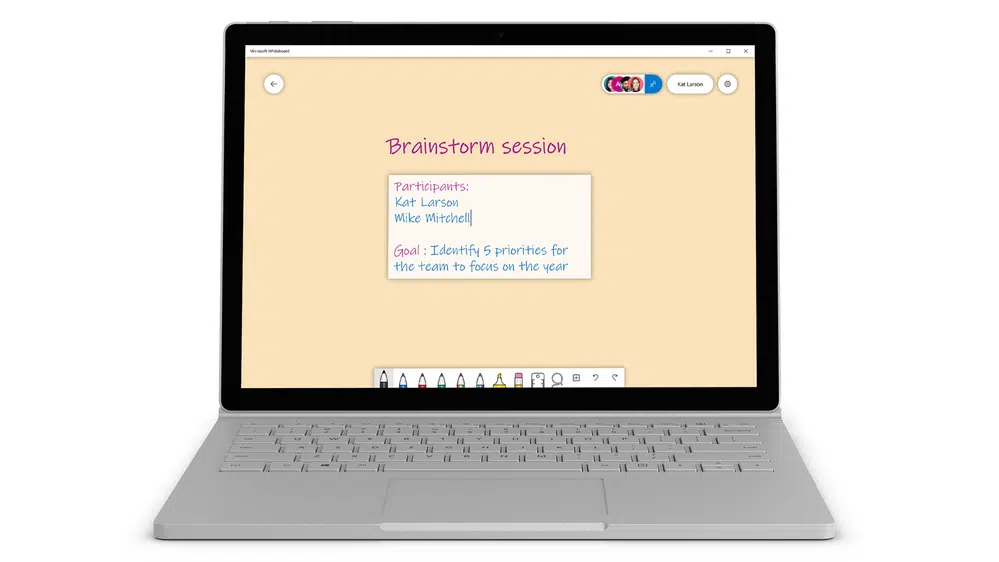 Microsoft Whiteboard
Kat Larson
Brainstorm session
Participants:
Kat Larson
Mike Mitchell
Goal : Identify 5 priorities for
the team to focus on the year